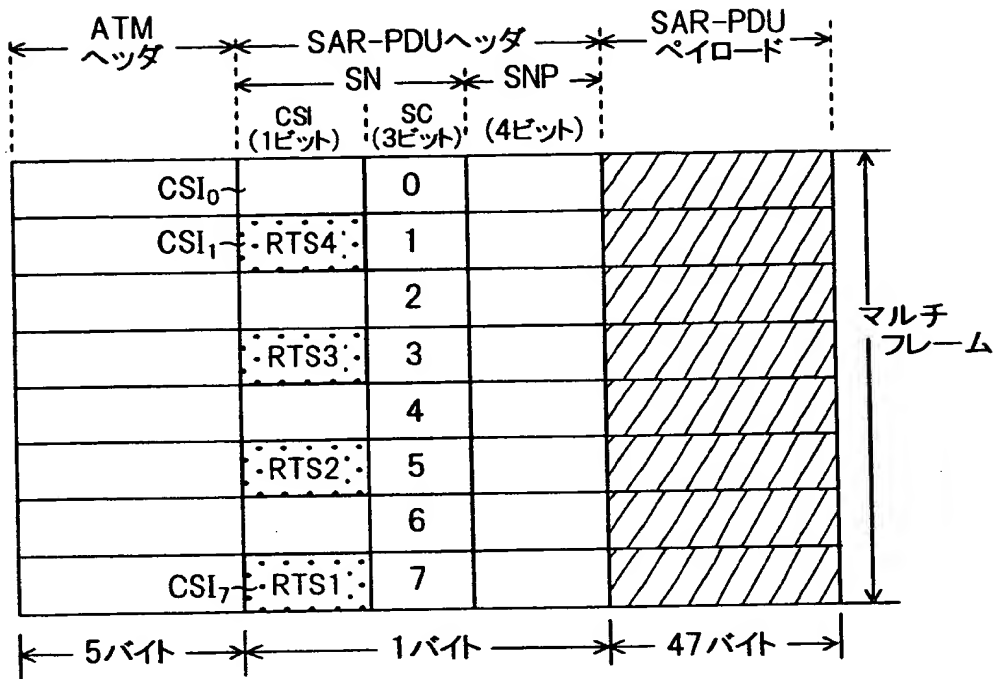 ATM
ヘッダ
SAR-PDUヘッダ
SAR-PDU
ペイロード
SN
SNP
CSI
(1ビット)
SC
(3ビット)
(4ビット)
CSI₀
0
CSI₁
RTS4
1
2
RTS3
3
4
RTS2
5
6
CSI₇
RTS1
7
マルチ
フレーム
5バイト
1バイト
47バイト